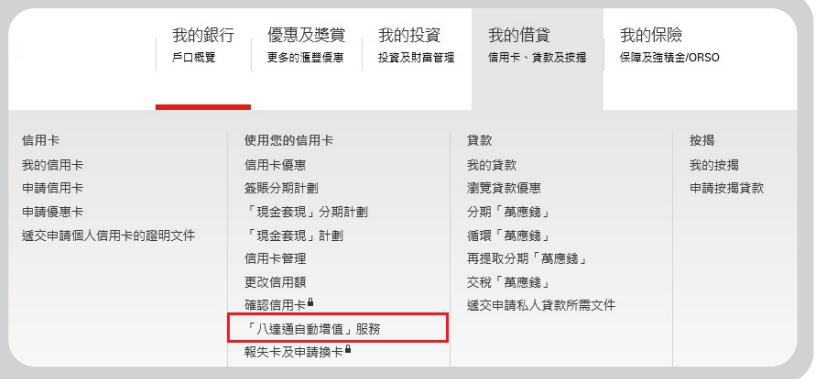 我的銀行
戶口概覽
優惠及獎賞
更多的滙豐優惠
我的投資
投資及財富管理
我的借貸
信用卡、貸款及按揭
我的保險
保障及強積金/ORSO
信用卡
我的信用卡
申請信用卡
申請優惠卡
遞交申請個人信用卡的證明文件
使用您的信用卡
信用卡優惠
簽賬分期計劃
「現金套現」分期計劃
「現金套現」計劃
信用卡管理
更改信用額
確認信用卡
「八達通自動增值」服務
報失卡及申請換卡
貸款
我的貸款
瀏覽貸款優惠
分期「萬應錢」
循環「萬應錢」
再提取分期「萬應錢」
交稅「萬應錢」
遞交申請私人貸款所需文件
按揭
我的按揭
申請按揭貸款